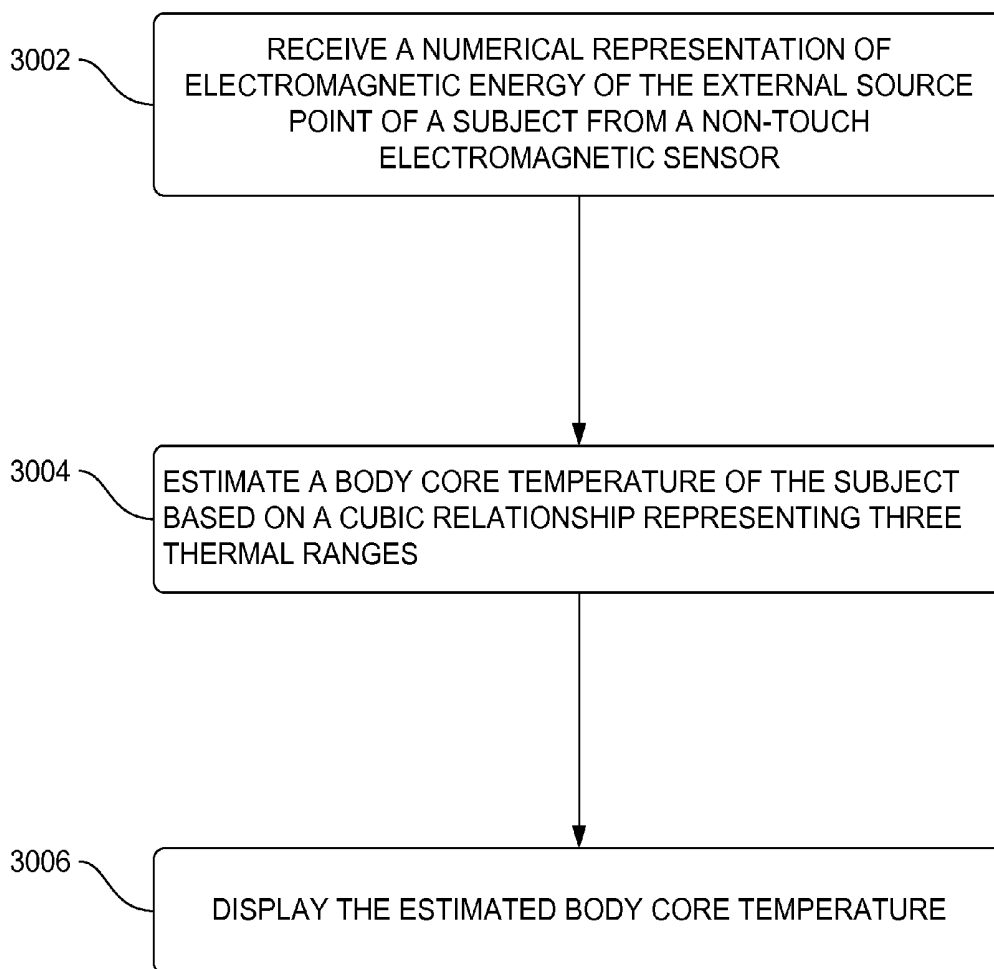 3002
RECEIVE A NUMERICAL REPRESENTATION OF
ELECTROMAGNETIC ENERGY OF THE EXTERNAL SOURCE
POINT OF A SUBJECT FROM A NON-TOUCH
ELECTROMAGNETIC SENSOR
3004
ESTIMATE A BODY CORE TEMPERATURE OF THE SUBJECT
BASED ON A CUBIC RELATIONSHIP REPRESENTING THREE
THERMAL RANGES
3006
DISPLAY THE ESTIMATED BODY CORE TEMPERATURE